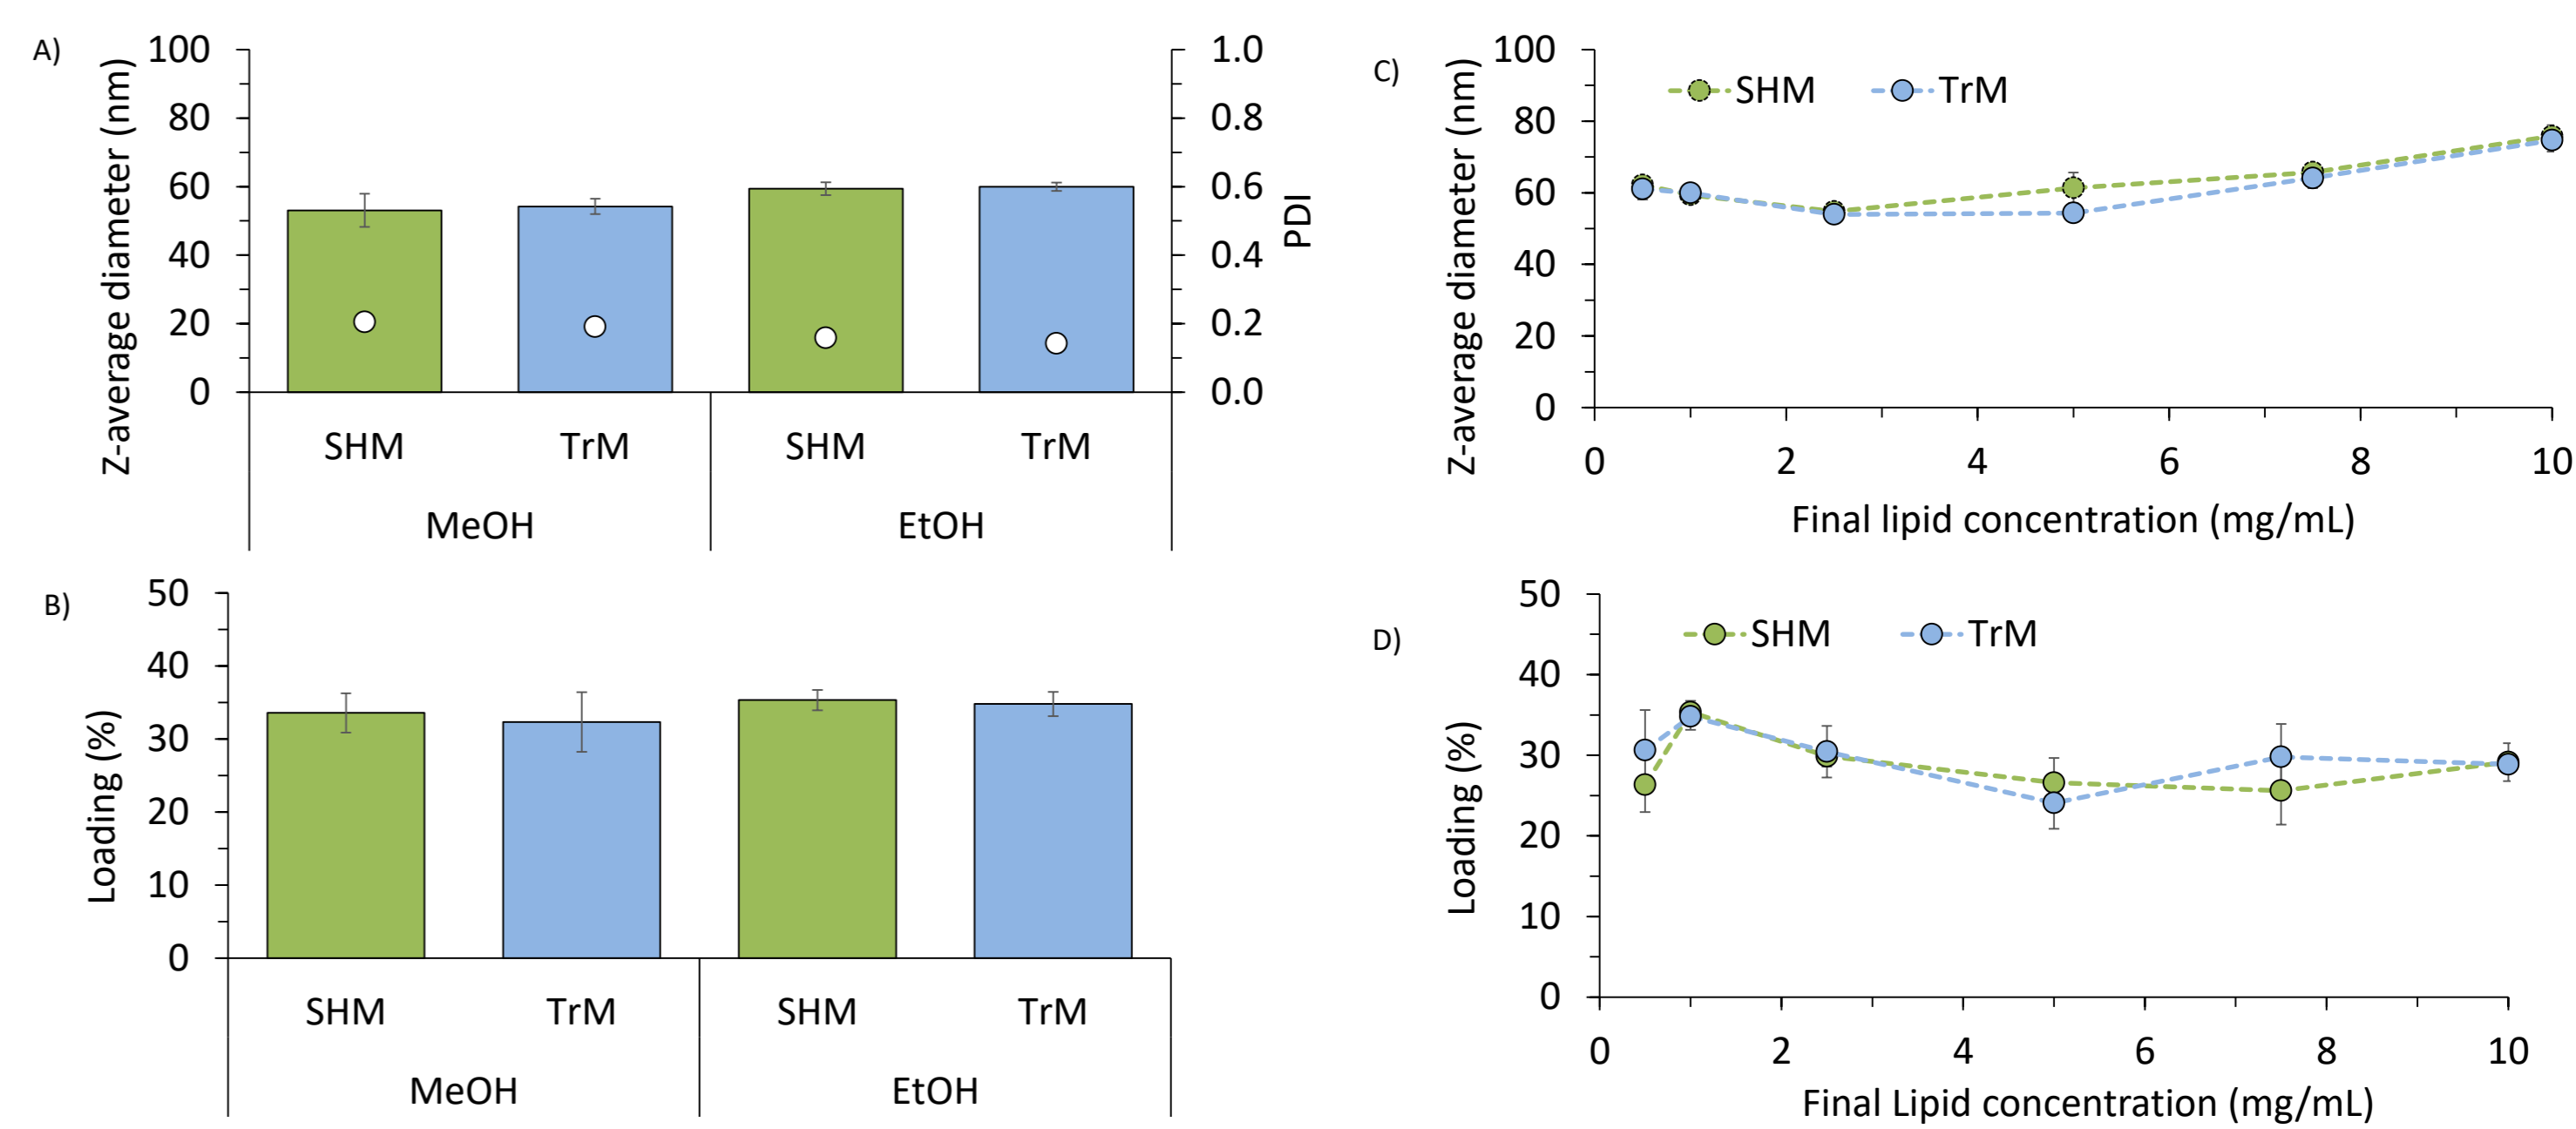 A)
Z-average diameter (nm)
100
80
60
40
20
0
1.0
0.8
0.6
0.4
0.2
0.0
PDI
SHM TrM SHM TrM
MeOH EtOH
B)
Loading (%)
50
40
30
20
10
0
SHM TrM SHM TrM
MeOH EtOH
C)
Z-average diameter (nm)
100
80
60
40
20
0
SHM TrM
0 2 4 6 8 10
Final lipid concentration (mg/mL)
D)
Loading (%)
50
40
30
20
10
0
SHM TrM
0 2 4 6 8 10
Final Lipid concentration (mg/mL)